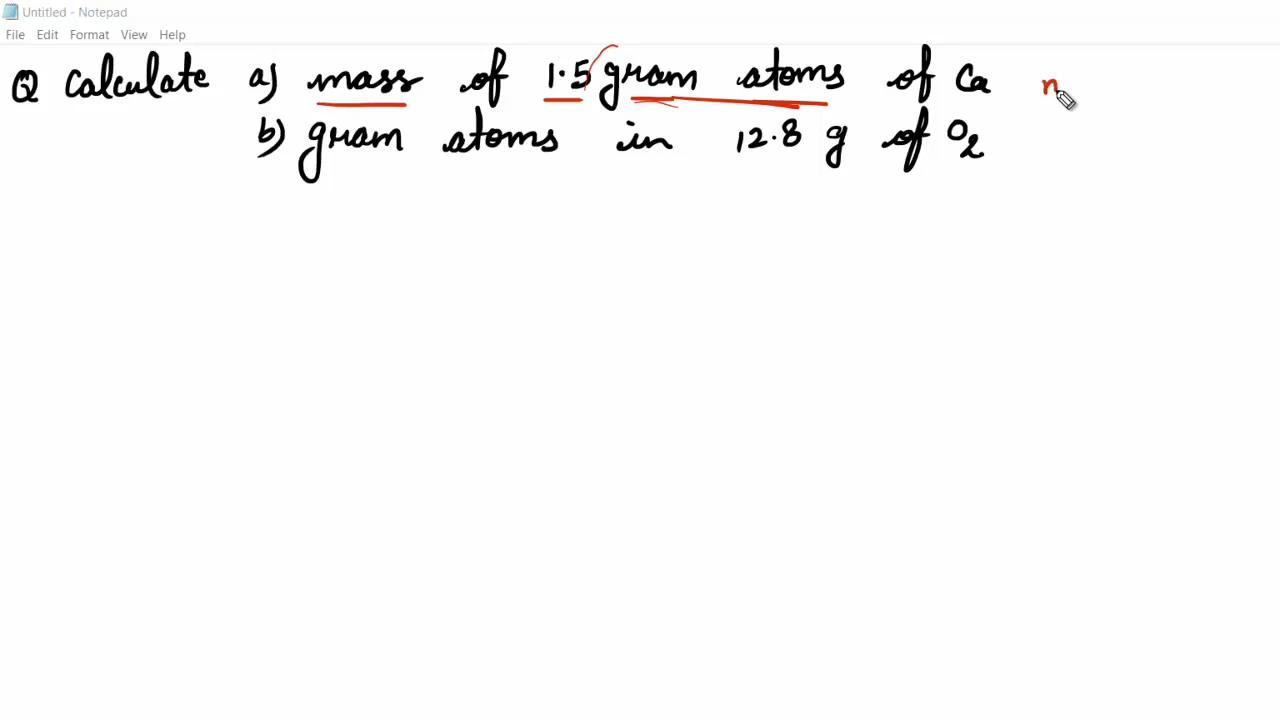 Untitled - Notepad
File Edit Format View Help
Q Calculate a) mass of 1.5 gram atoms of Ca n
b) gram atoms in 12.8 g of O2